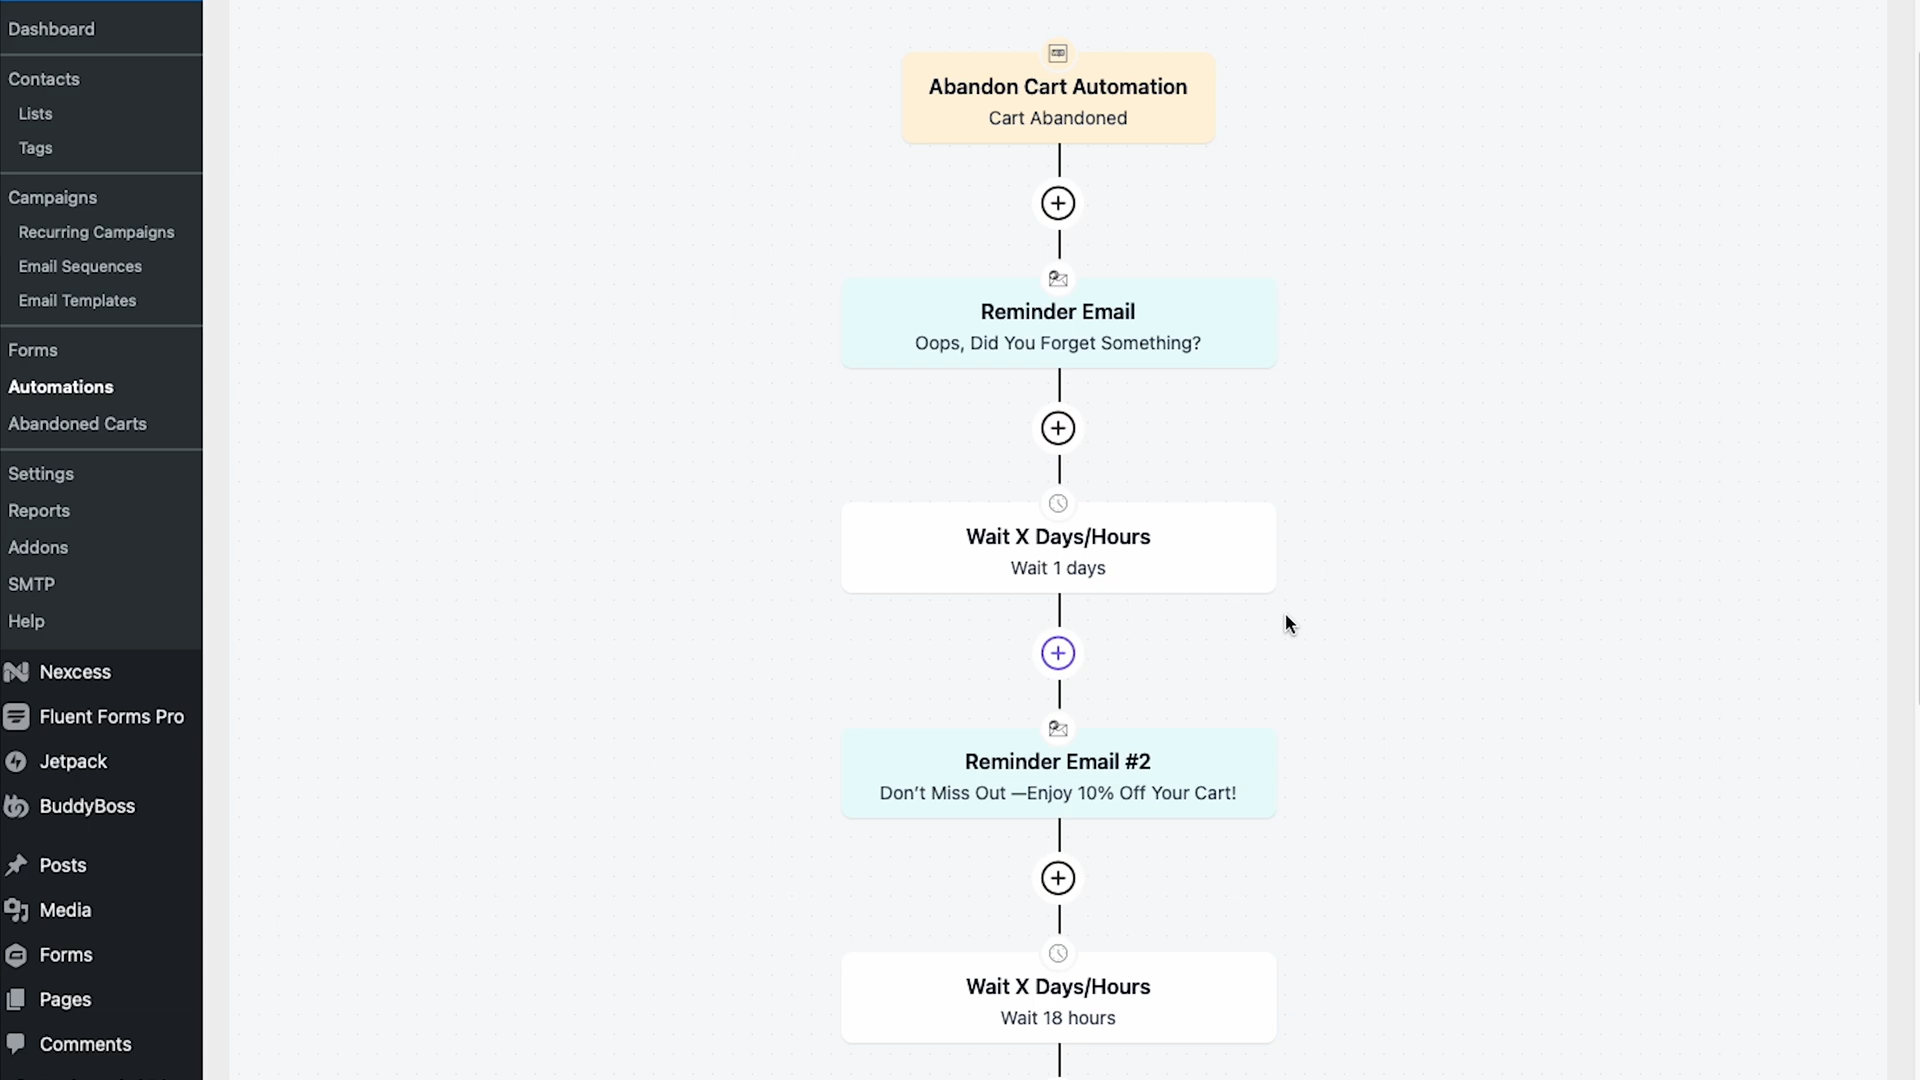 Dashboard
Contacts
Lists
Tags
Campaigns
Recurring Campaigns
Email Sequences
Email Templates
Forms
Automations
Abandoned Carts
Settings
Reports
Addons
SMTP
Help
Nexcess
Fluent Forms Pro
Jetpack
BuddyBoss
Posts
Media
Forms
Pages
Comments
Abandon Cart Automation
Cart Abandoned
Reminder Email
Oops, Did You Forget Something?
Wait X Days/Hours
Wait 1 days
Reminder Email #2
Don’t Miss Out —Enjoy 10% Off Your Cart!
Wait X Days/Hours
Wait 18 hours